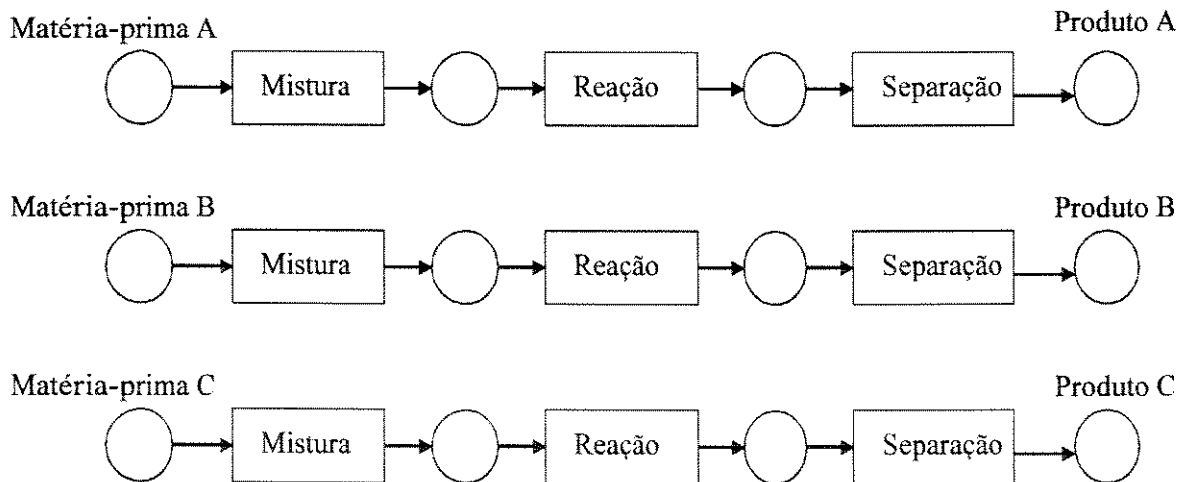 Matéria-prima A
Produto A
Mistura
Reação
Separação
Matéria-prima B
Produto B
Mistura
Reação
Separação
Matéria-prima C
Produto C
Mistura
Reação
Separação